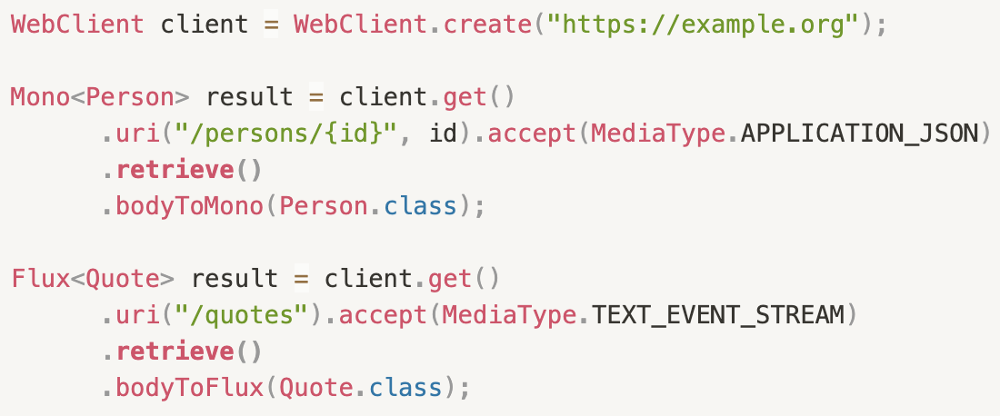 WebClient client = WebClient.create("https://example.org");
Mono<Person> result = client.get()
.uri("/persons/{id}", id).accept(MediaType.APPLICATION_JSON)
.retrieve()
.bodyToMono(Person.class);
Flux<Quote> result = client.get()
.uri("/quotes").accept(MediaType.TEXT_EVENT_STREAM)
.retrieve()
.bodyToFlux(Quote.class);